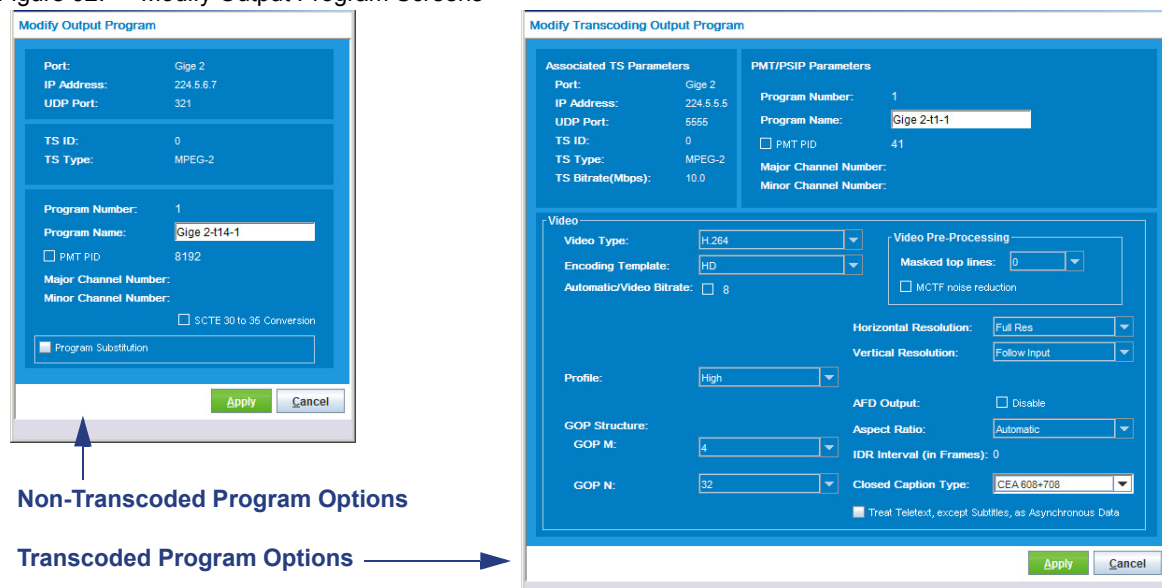 Modify Output Program
Port: Gige 2
IP Address: 224.5.6.7
UDP Port: 321
TS ID: 0
TS Type: MPEG-2
Program Number: 1
Program Name: Gige 2-t14-1
PMT PID 8192
Major Channel Number:
Minor Channel Number:
SCTE 30 to 35 Conversion
Program Substitution
Apply Cancel
Non-Transcoded Program Options
Transcoded Program Options
Modify Transcoding Output Program
Associated TS Parameters
Port: Gige 2
IP Address: 224.5.5.5
UDP Port: 5555
TS ID: 0
TS Type: MPEG-2
TS Bitrate(Mbps): 10.0
PMT/PSIP Parameters
Program Number: 1
Program Name: Gige 2-t1-1
PMT PID 41
Major Channel Number:
Minor Channel Number:
Video
Video Type: H.264
Encoding Template: HD
Automatic/Video Bitrate: 8
Video Pre-Processing
Masked top lines: 0
MCTF noise reduction
Horizontal Resolution: Full Res
Vertical Resolution: Follow Input
Profile: High
AFD Output: Disable
GOP Structure:
Aspect Ratio: Automatic
GOP M: 4
IDR Interval (in Frames): 0
GOP N: 32
Closed Caption Type: CEA 608+708
Treat Teletext, except Subtitles, as Asynchronous Data
Apply Cancel